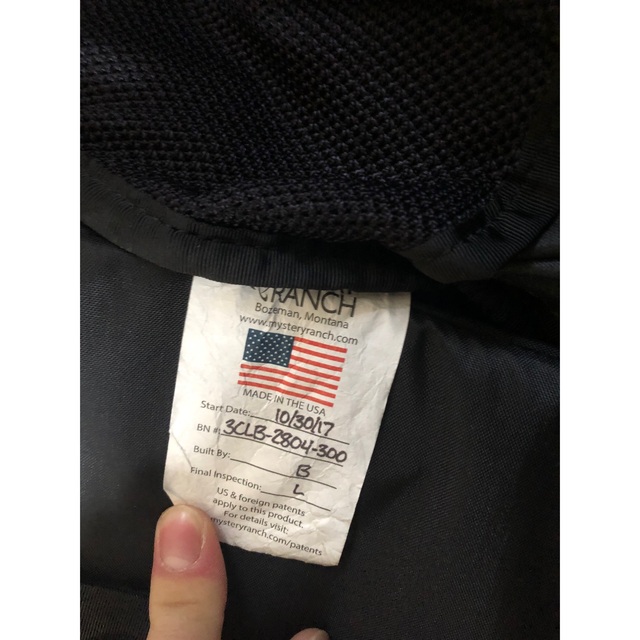 RANCH
Bozeman, Montana
www.mysteryranch.com
MADE IN THE USA
Start Date: 10/30/17
BN #: 3CLB-2804-300
Built By: B
Final Inspection: L
US & foreign patents
apply to this product.
For details visit:
mysteryranch.com/patents